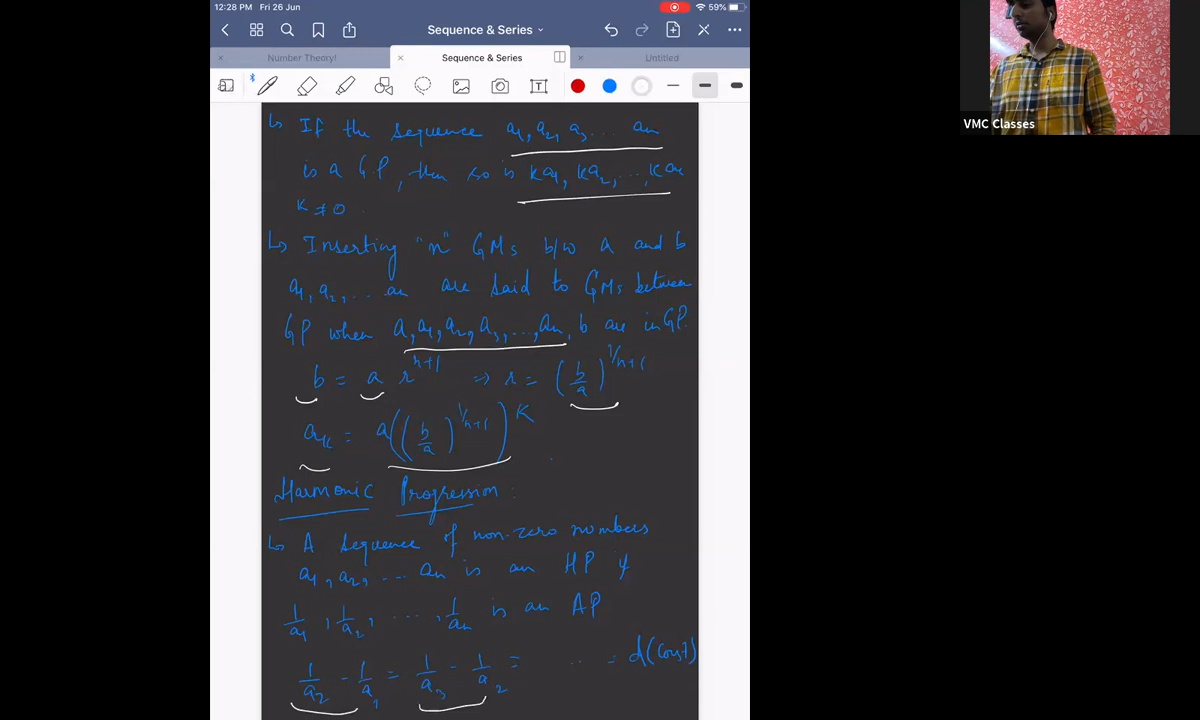 12:28 PM Fri 26 Jun
59%
Sequence & Series
Number Theory!
Sequence & Series
Untitled
VMC Classes
↳ If the sequence a1, a2, a3 ... an
is a G.P, then so is Ka1, Ka2, ..., Kan
K ≠ 0.
↳ Inserting "n" GMs b/w a and b
a1, a2, ... an are said to GMs between
GP when a, a1, a2, a3, ..., an, b are in GP.
b = a r^(n+1) => r = (b/a)^(1/n+1)
aK = a((b/a)^(1/n+1))^K
Harmonic Progression:
↳ A sequence of non-zero numbers
a1, a2, ... an is an HP if
1/a1, 1/a2, ..., 1/an is an AP
1/a2 - 1/a1 = 1/a3 - 1/a2 = ... = d(const)